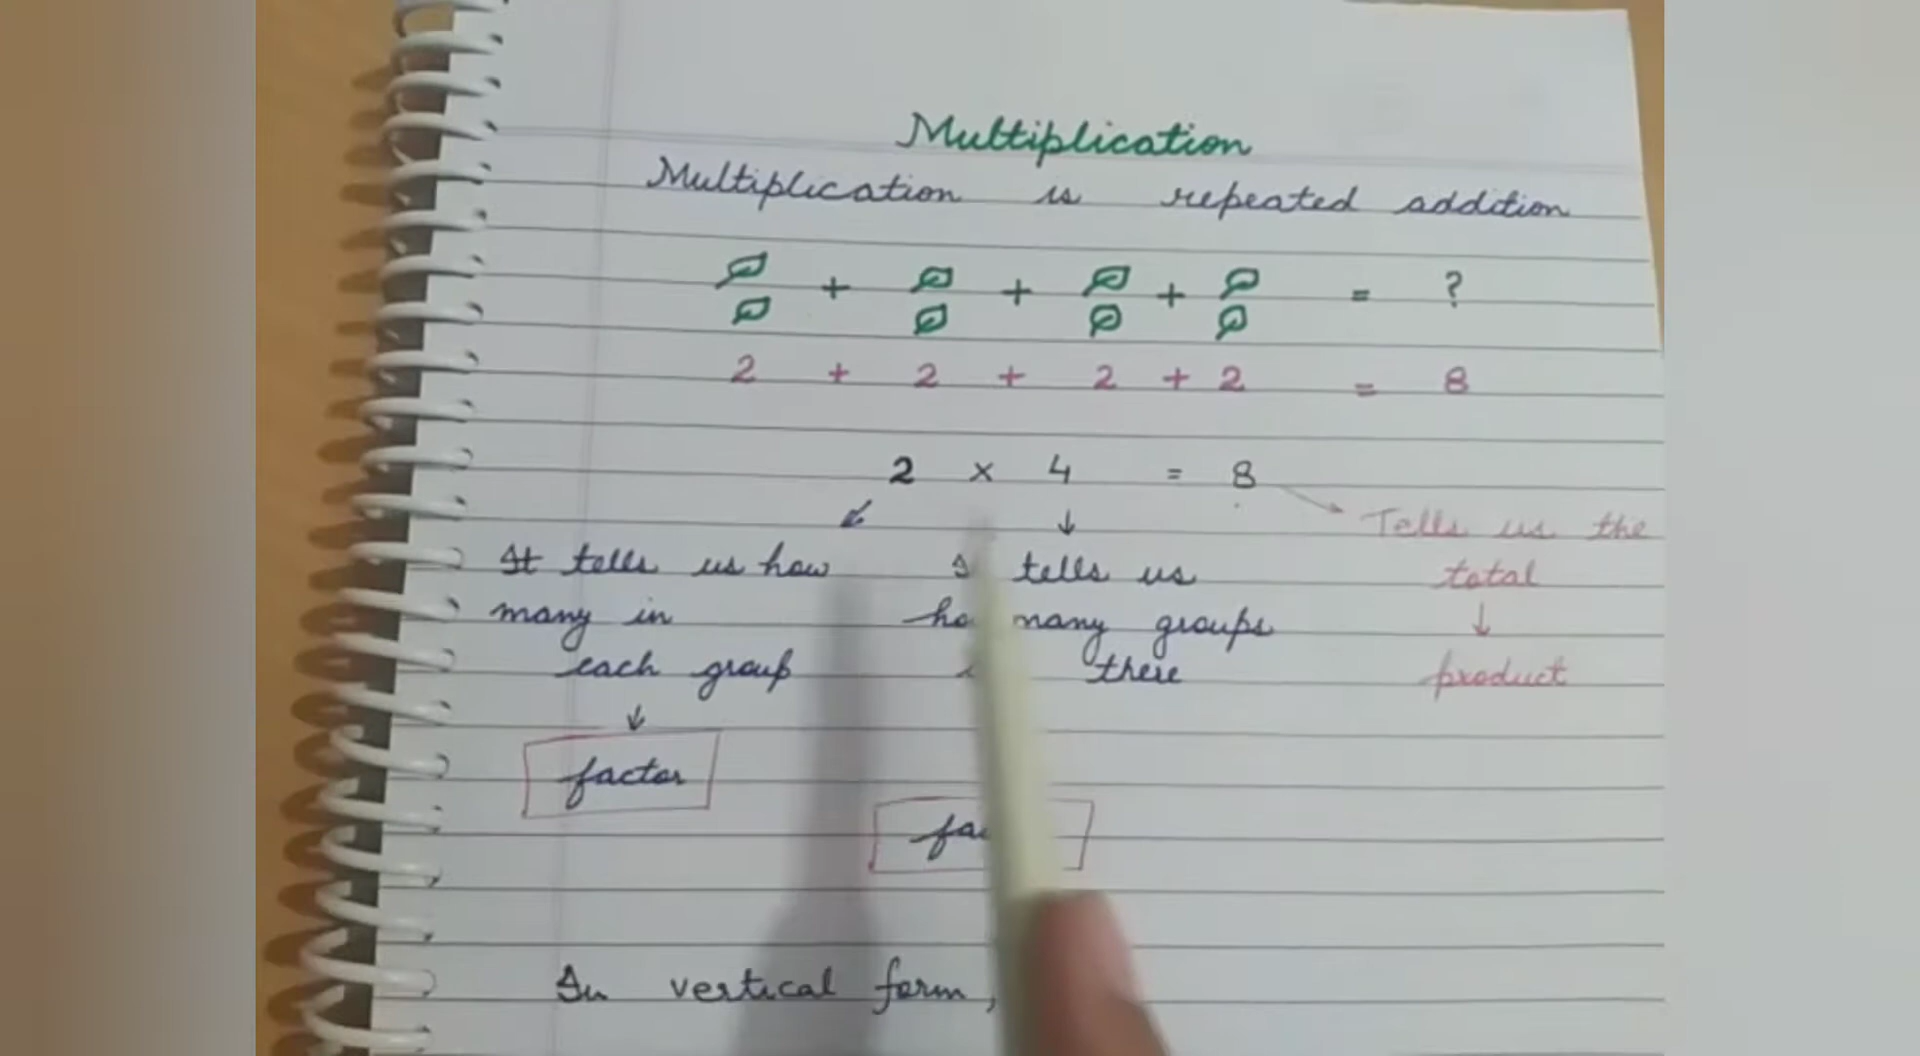 Multiplication
Multiplication is repeated addition
+ + + = ?
2 + 2 + 2 + 2 = 8
2 x 4 = 8
Tells us the
It tells us how tells us total
many in many groups
each group there product
factor
In vertical form,